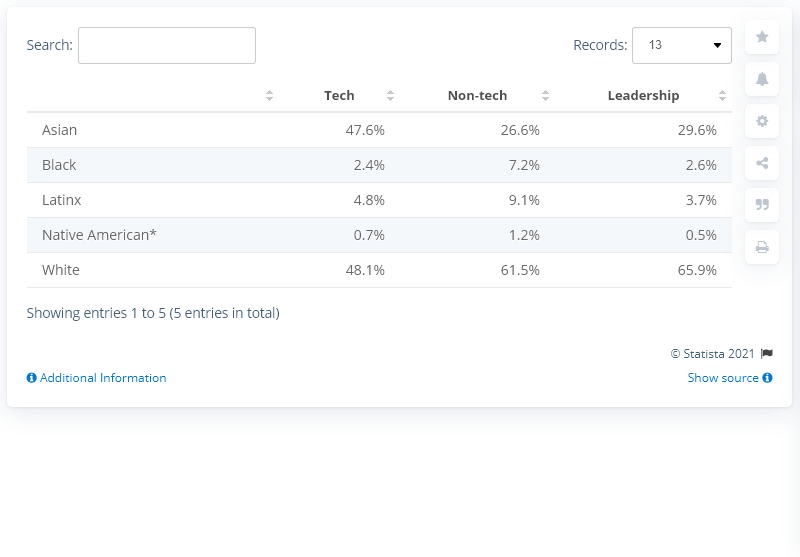 Search: Records: 13
Tech Non-tech Leadership
Asian 47.6% 26.6% 29.6%
Black 2.4% 7.2% 2.6%
Latinx 4.8% 9.1% 3.7%
Native American* 0.7% 1.2% 0.5%
White 48.1% 61.5% 65.9%
Showing entries 1 to 5 (5 entries in total)
© Statista 2021
Additional Information Show source